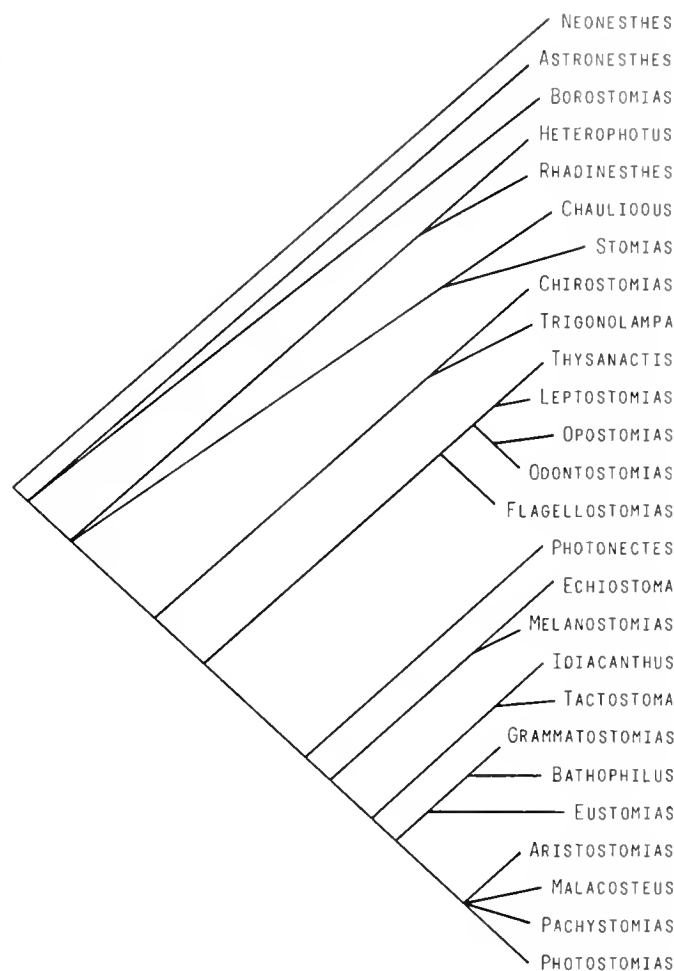 NEONESTHES
ASTRONESTHES
BOROSTOMIAS
HETEROPHOTUS
RHADINESTHES
CHAULIODUS
STOMIAS
CHIROSTOMIAS
TRIGONOLAMPA
THYSANACTIS
LEPTOSTOMIAS
OPOSTOMIAS
ODONTOSTOMIAS
FLAGELLOSTOMIAS
PHOTONECTES
ECHIOSTOMA
MELANOSTOMIAS
IDIACANTHUS
TACTOSTOMA
GRAMMATOSTOMIAS
BATHOPHILUS
EUSTOMIAS
ARISTOSTOMIAS
MALACOSTEUS
PACHYSTOMIAS
PHOTOSTOMIAS